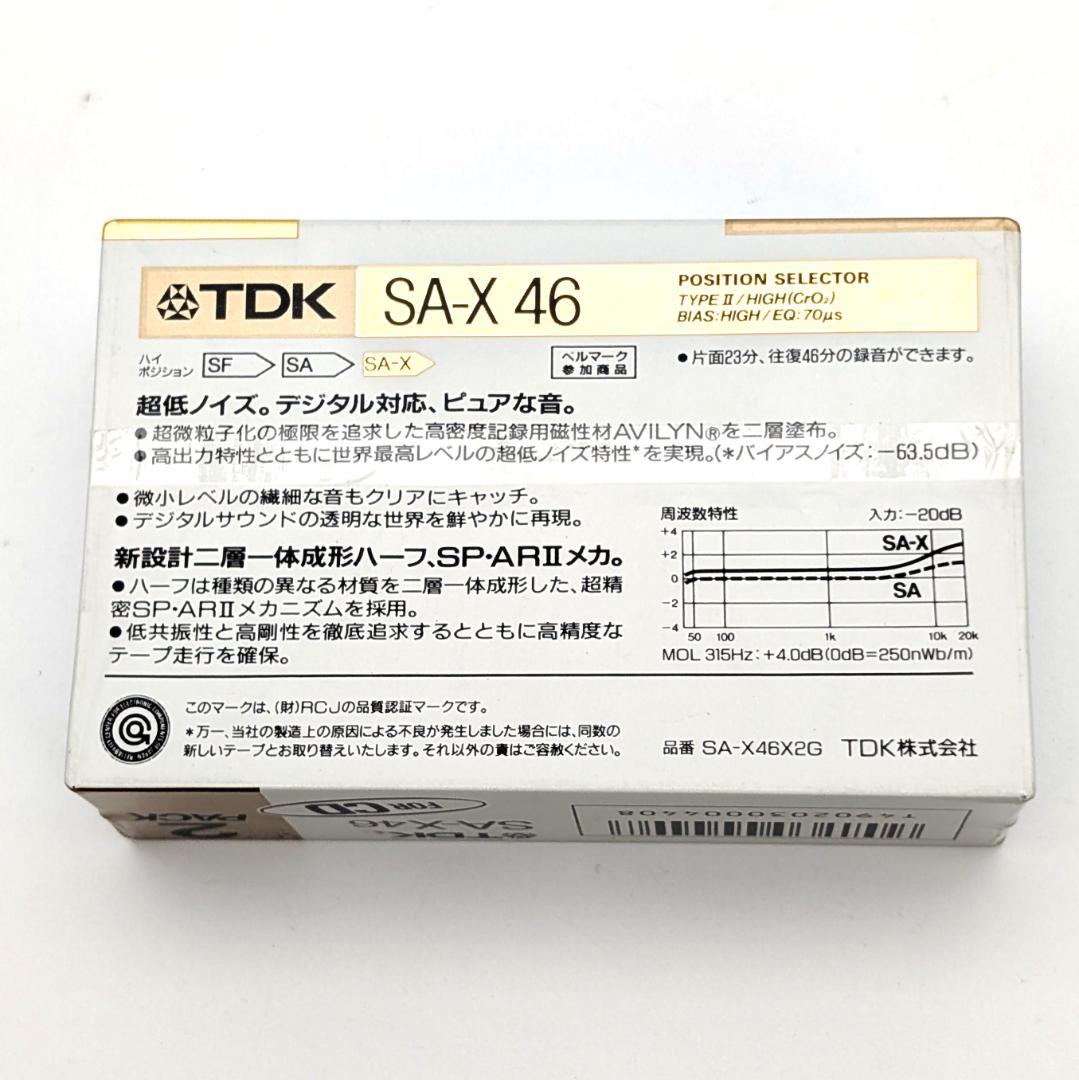 TDK SA-X 46
POSITION SELECTOR
TYPE II/HIGH(CrO₂)
BIAS:HIGH/EQ:70μs
ハイ
ポジション SF SA SA-X
ベルマーク
参加商品
●片面23分、往復46分の録音ができます。
超低ノイズ。デジタル対応、ピュアな音。
●超微粒子化の極限を追求した高密度記録用磁性材AVILYN®を二層塗布。
●高出力特性とともに世界最高レベルの超低ノイズ特性*を実現。(*バイアスノイズ:−63.5dB)
●微小レベルの繊細な音もクリアにキャッチ。
●デジタルサウンドの透明な世界を鮮やかに再現。
新設計二層一体成形ハーフ、SP・ARIIメカ。
●ハーフは種類の異なる材質を二層一体成形した、超精
密SP・ARIIメカニズムを採用。
●低共振性と高剛性を徹底追求するとともに高精度な
テープ走行を確保。
周波数特性 入力:−20dB
+4
+2
0
−2
−4
SA-X
SA
50 100 1k 10k 20k
MOL 315Hz:+4.0dB(0dB=250nWb/m)
このマークは、(財)RCJの品質認証マークです。
*万一、当社の製造上の原因による不良が発生しました場合には、同数の
新しいテープとお取り替えいたします。それ以外の責はご容赦ください。
品番 SA-X46X2G TDK株式会社
2
PACK
FOR CD
TDK
SA-X46
T4902030004408